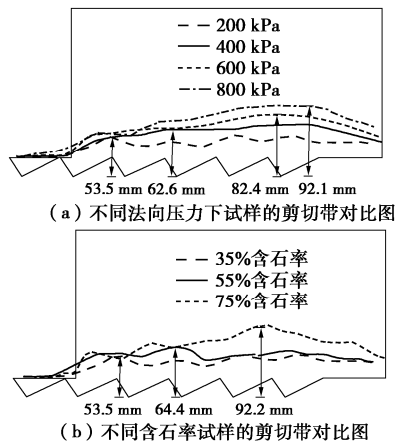 200 kPa
400 kPa
600 kPa
800 kPa
53.5 mm 62.6 mm 82.4 mm 92.1 mm
(a)不同法向压力下试样的剪切带对比图
35%含石率
55%含石率
75%含石率
53.5 mm 64.4 mm 92.2 mm
(b)不同含石率试样的剪切带对比图